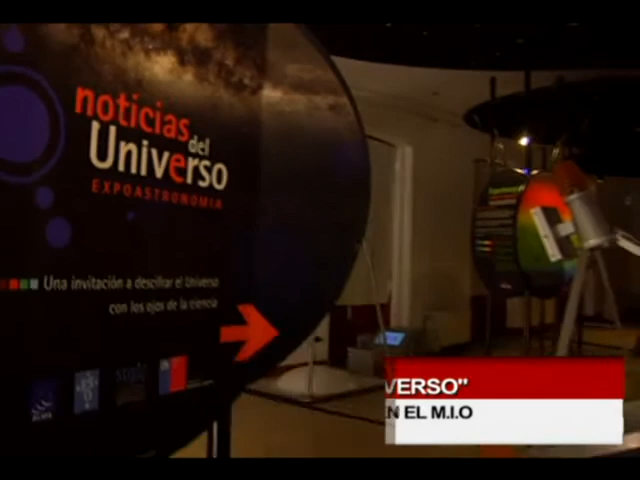 noticias
del
Universo
EXPOASTRONOMIA
Una invitación a descifrar el Universo
con los ojos de la ciencia
VERSO"
N EL M.I.O